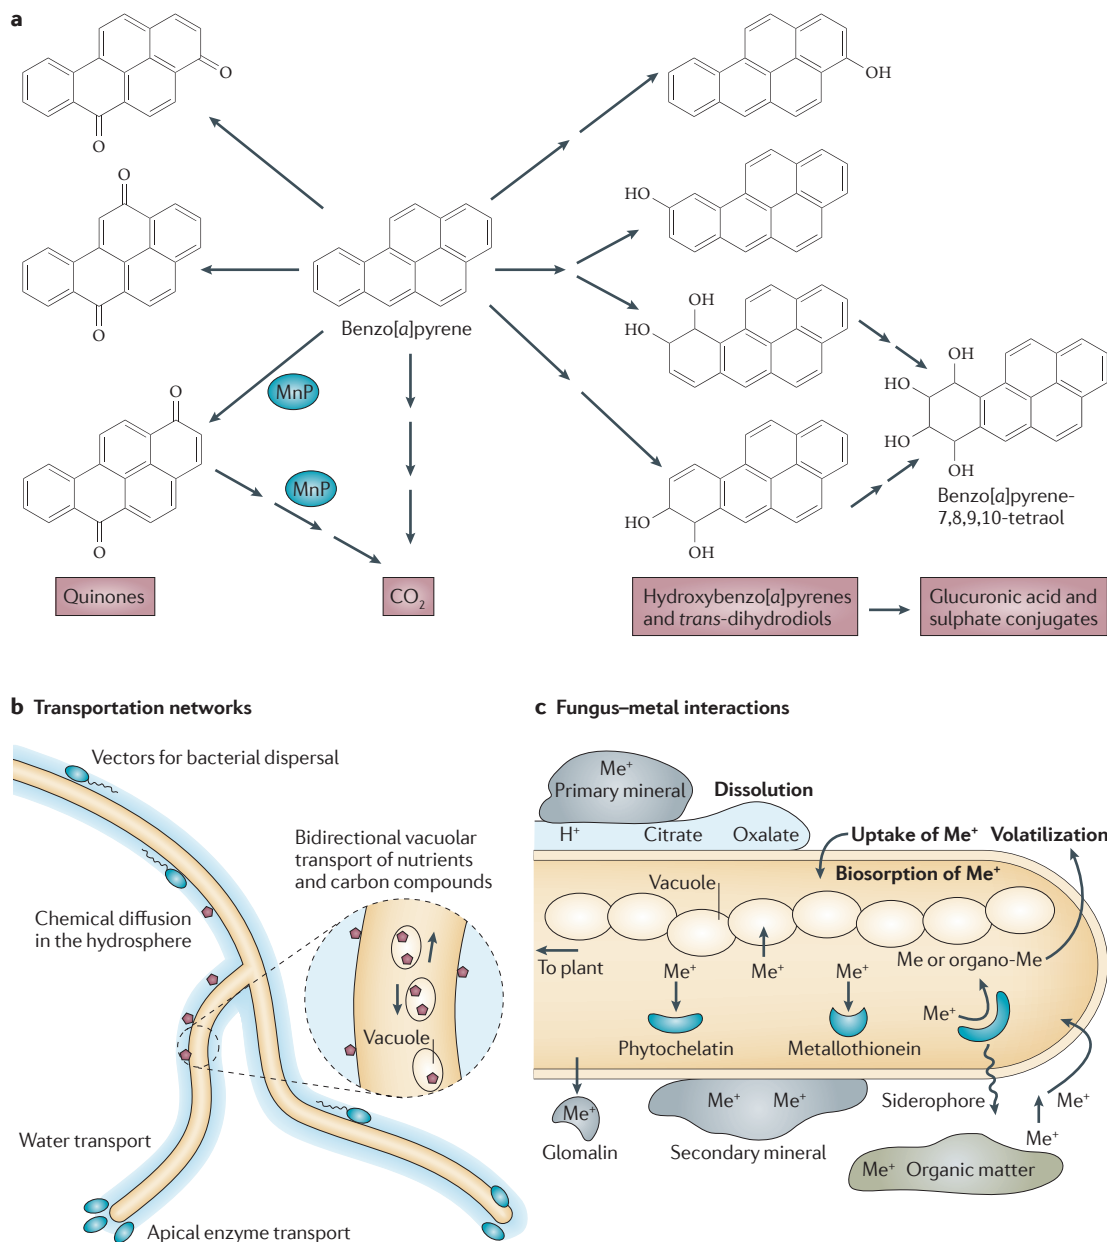 a
O
O
OH
O
O
HO
Benzo[a]pyrene
OH
HO
MnP
O
O
MnP
OH
HO
HO
OH
Benzo[a]pyrene-
7,8,9,10-tetraol
HO
OH
Quinones
CO₂
Hydroxybenzo[a]pyrenes
and trans-dihydrodiols
Glucuronic acid and
sulphate conjugates
b Transportation networks
Vectors for bacterial dispersal
Bidirectional vacuolar
transport of nutrients
and carbon compounds
Chemical diffusion
in the hydrosphere
Vacuole
Water transport
Apical enzyme transport
c Fungus–metal interactions
Me⁺
Primary mineral
Dissolution
H⁺ Citrate Oxalate
Uptake of Me⁺ Volatilization
Biosorption of Me⁺
Vacuole
To plant
Me⁺ Me⁺ Me⁺
Me or organo-Me
Me⁺
Phytochelatin
Metallothionein
Me⁺
Glomalin
Me⁺ Me⁺
Secondary mineral
Siderophore
Me⁺
Me⁺
Me⁺ Organic matter